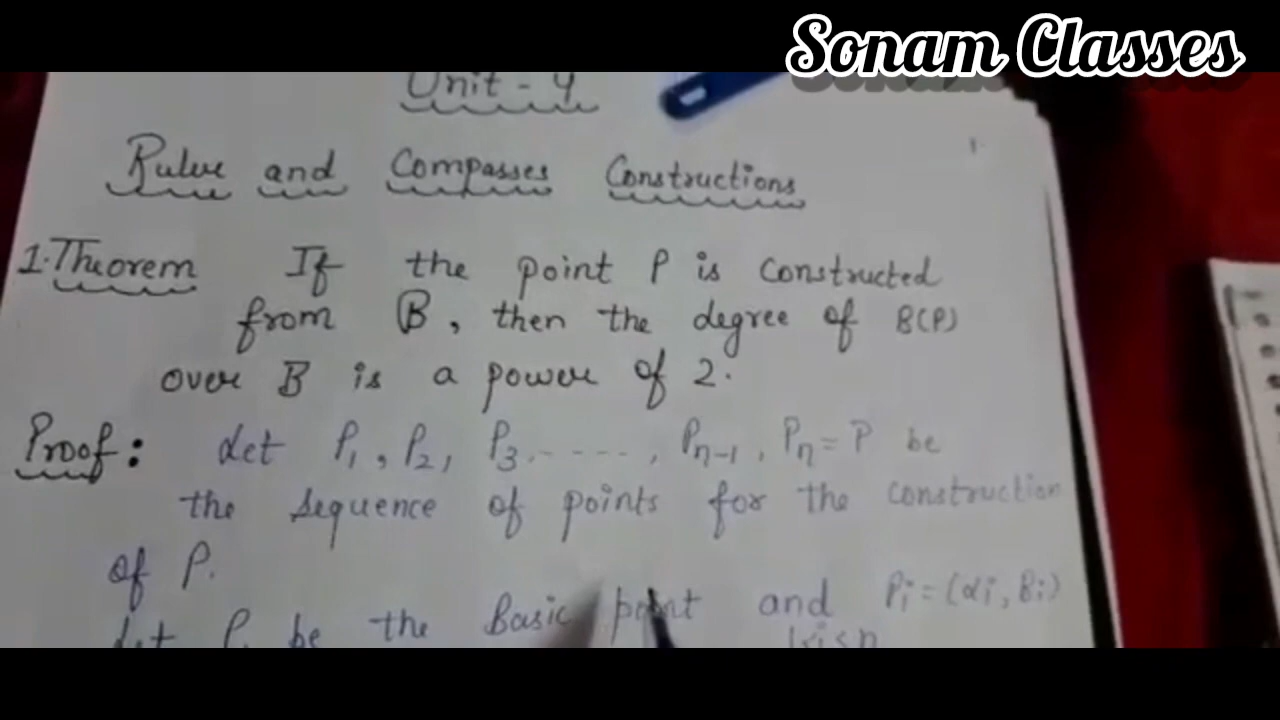 Sonam Classes
Unit - 4
Ruler and Compasses Constructions
1. Theorem If the point P is constructed
from B, then the degree of B(P)
over B is a power of 2.
Proof: Let P1, P2, P3, ----- , Pn-1, Pn = P be
the sequence of points for the construction
of P.
Let P be the Basic point and Pi = (αi, Βi)